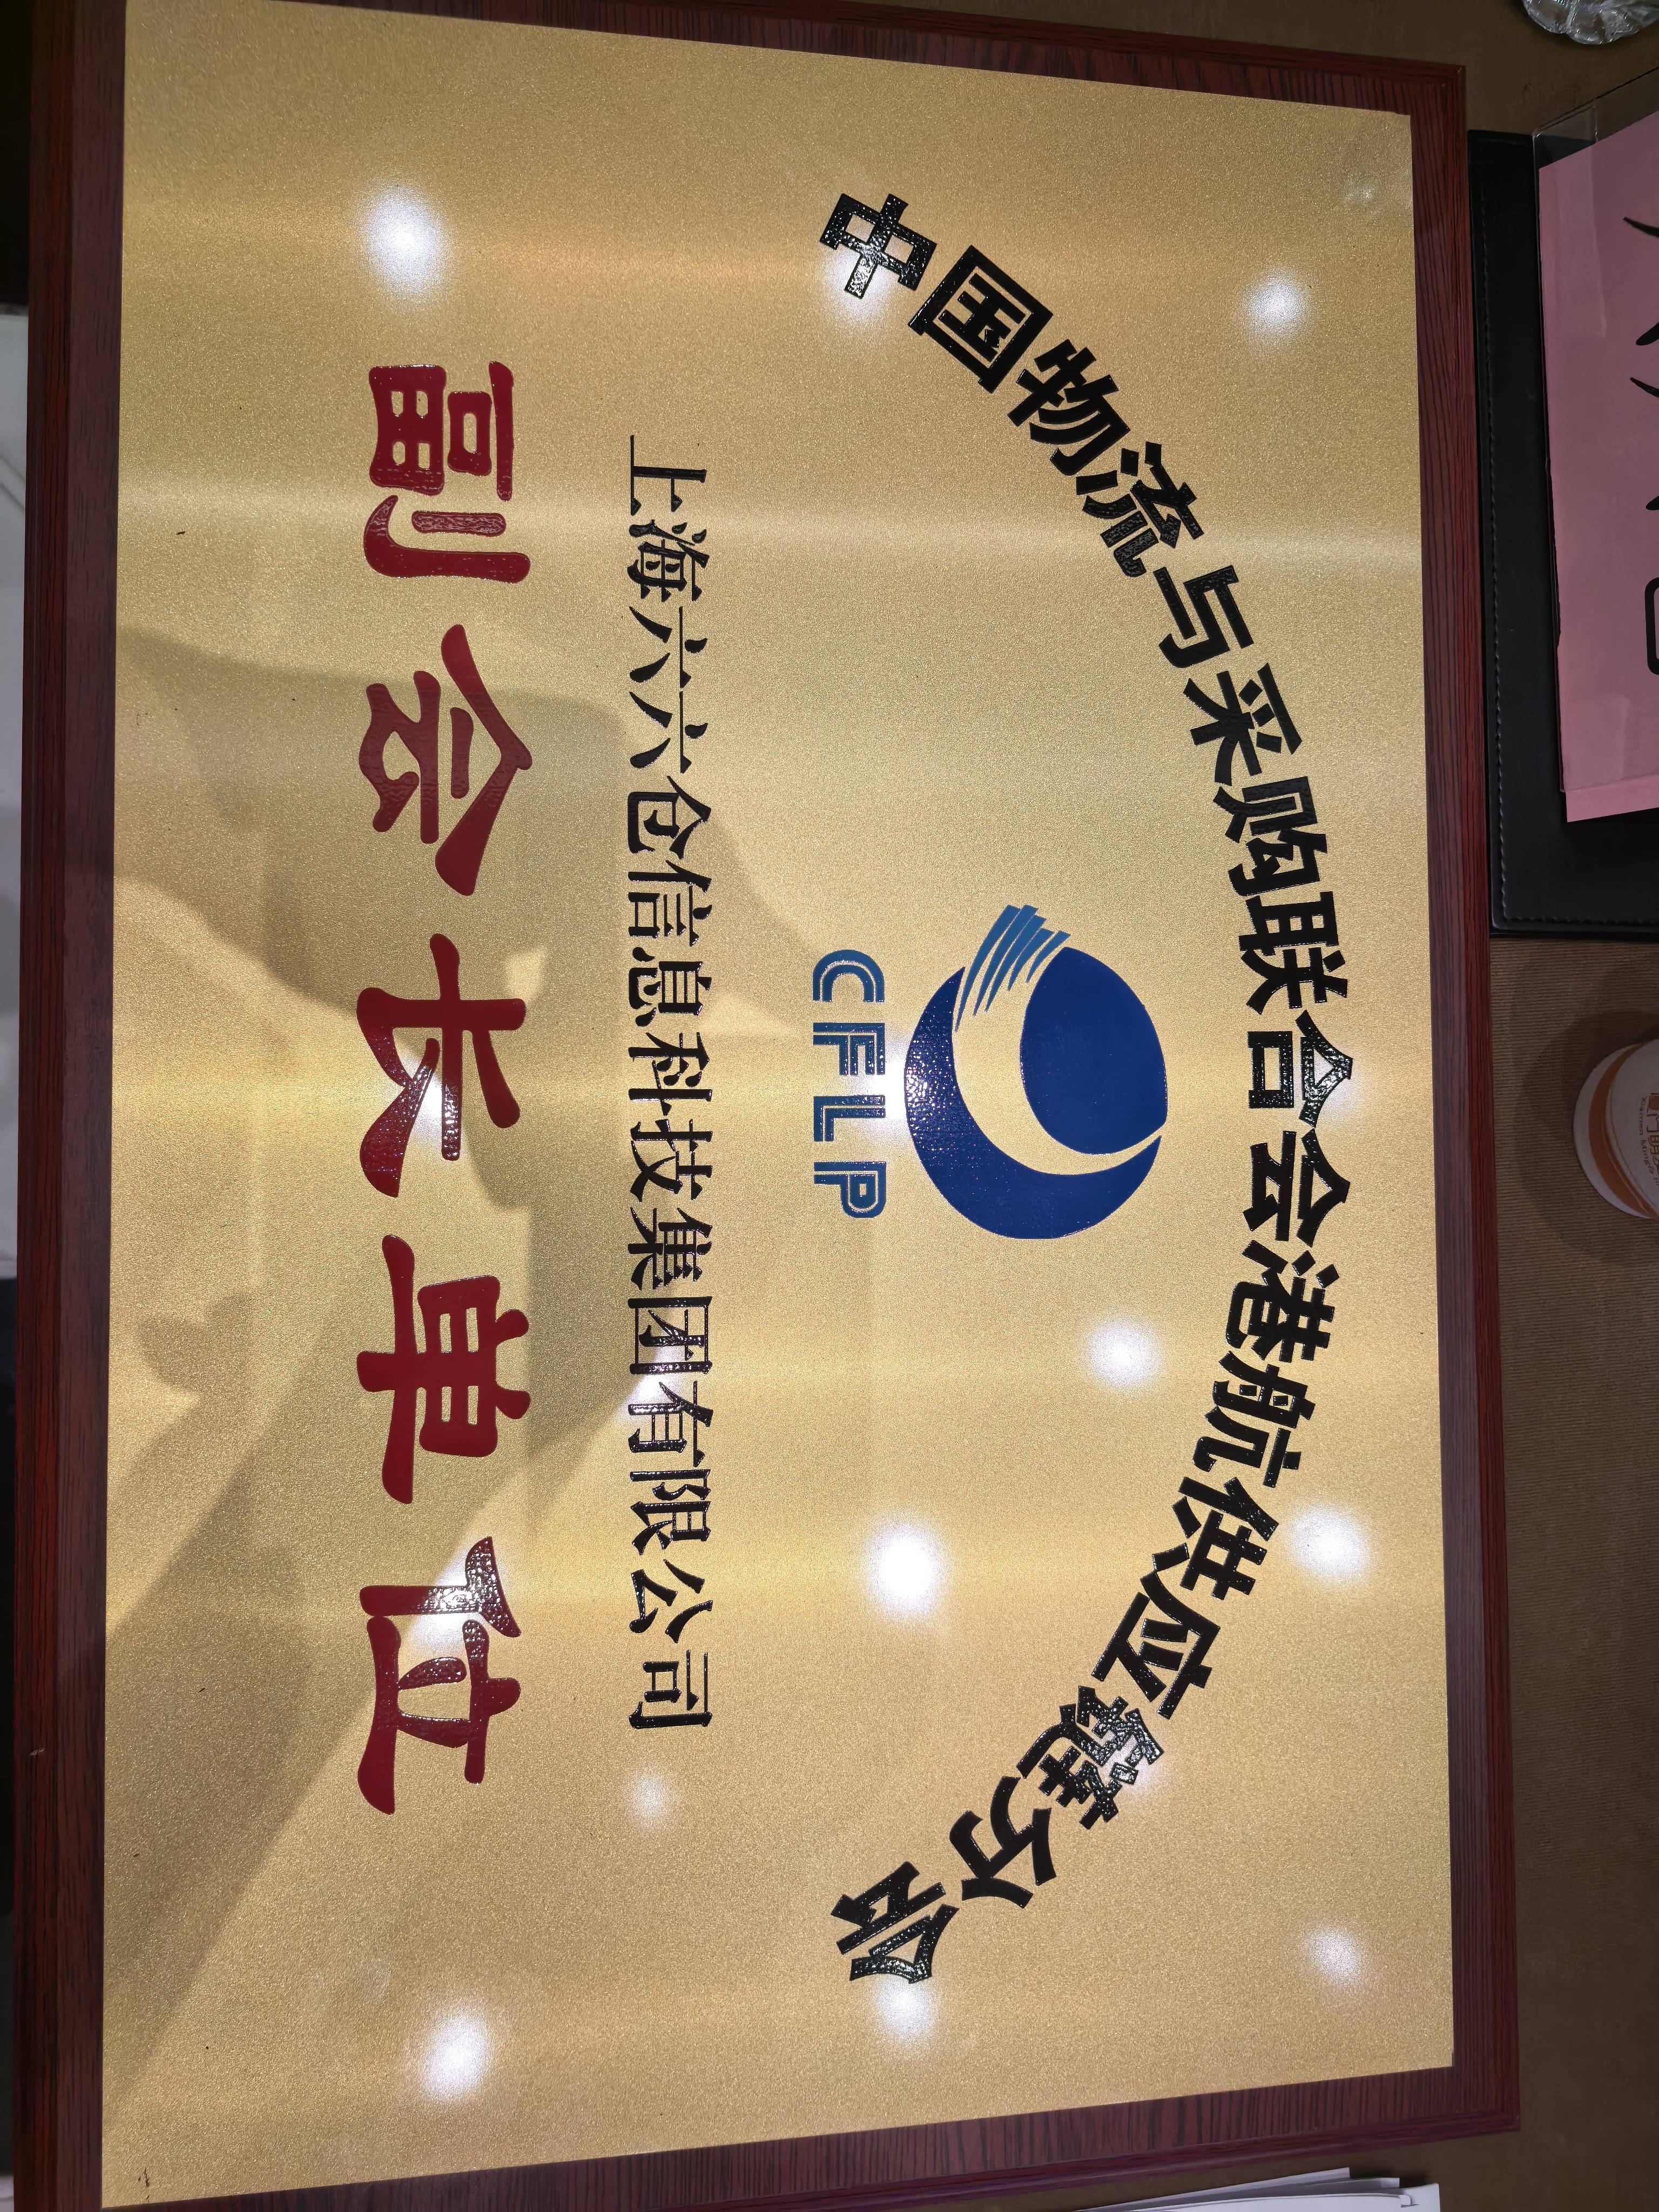 中国物流与采购联合会港航供应链分会
CFLP
上海六六仓信息科技集团有限公司
副会长单位